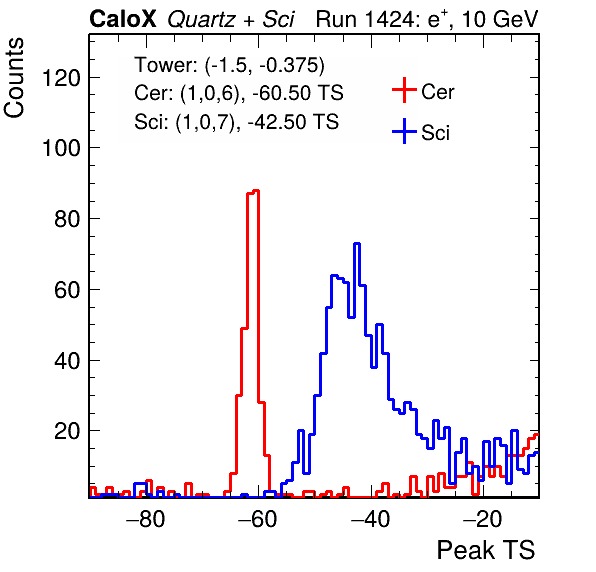 CaloX Quartz + Sci Run 1424: e⁺, 10 GeV
Counts
Tower: (-1.5, -0.375)
Cer: (1,0,6), -60.50 TS
Sci: (1,0,7), -42.50 TS
Cer
Sci
120
100
80
60
40
20
−80 −60 −40 −20
Peak TS